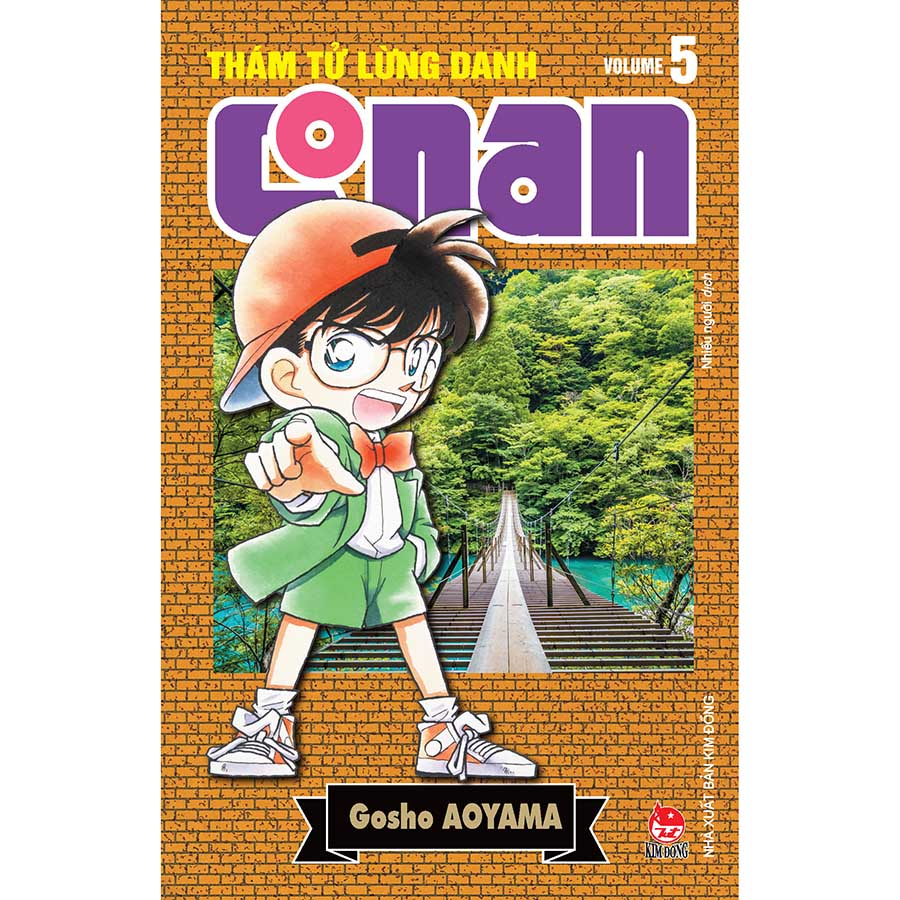 THÁM TỬ LỪNG DANH
VOLUME 5
Conan
Nhiều người dịch
NHÀ XUẤT BẢN KIM ĐỒNG
Gosho AOYAMA
KIM ĐỒNG